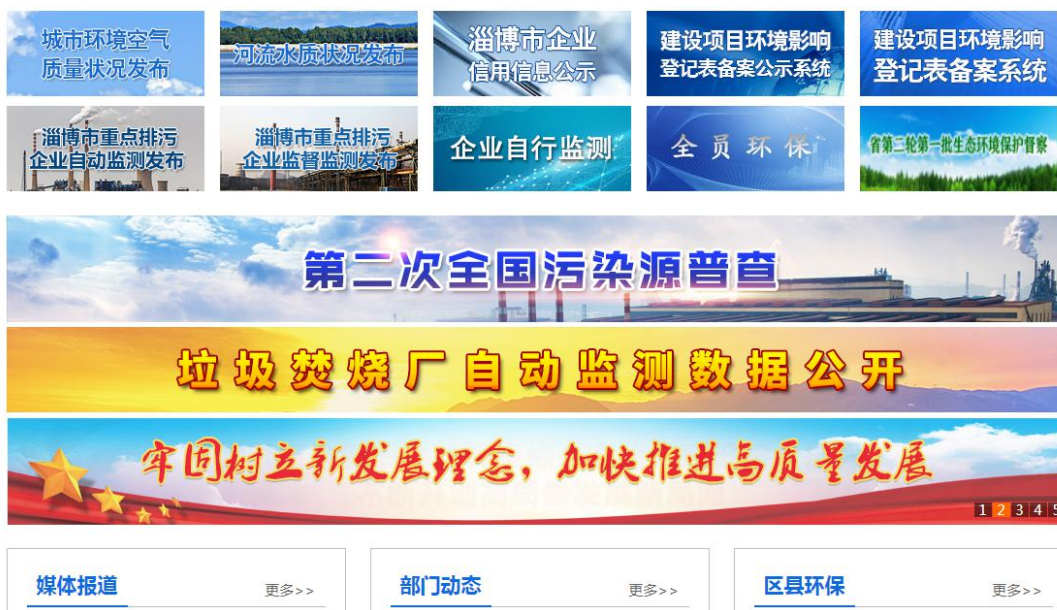 城市环境空气
质量状况发布
河流水质状况发布
淄博市企业
信用信息公示
建设项目环境影响
登记表备案公示系统
建设项目环境影响
登记表备案系统
淄博市重点排污
企业自动监测发布
淄博市重点排污
企业监督监测发布
企业自行监测
全员环保
省第二轮第一批生态环境保护督察
第二次全国污染源普查
垃圾焚烧厂自动监测数据公开
牢固树立新发展理念，加快推进高质量发展
1 2 3 4 5
媒体报道 更多>>
部门动态 更多>>
区县环保 更多>>